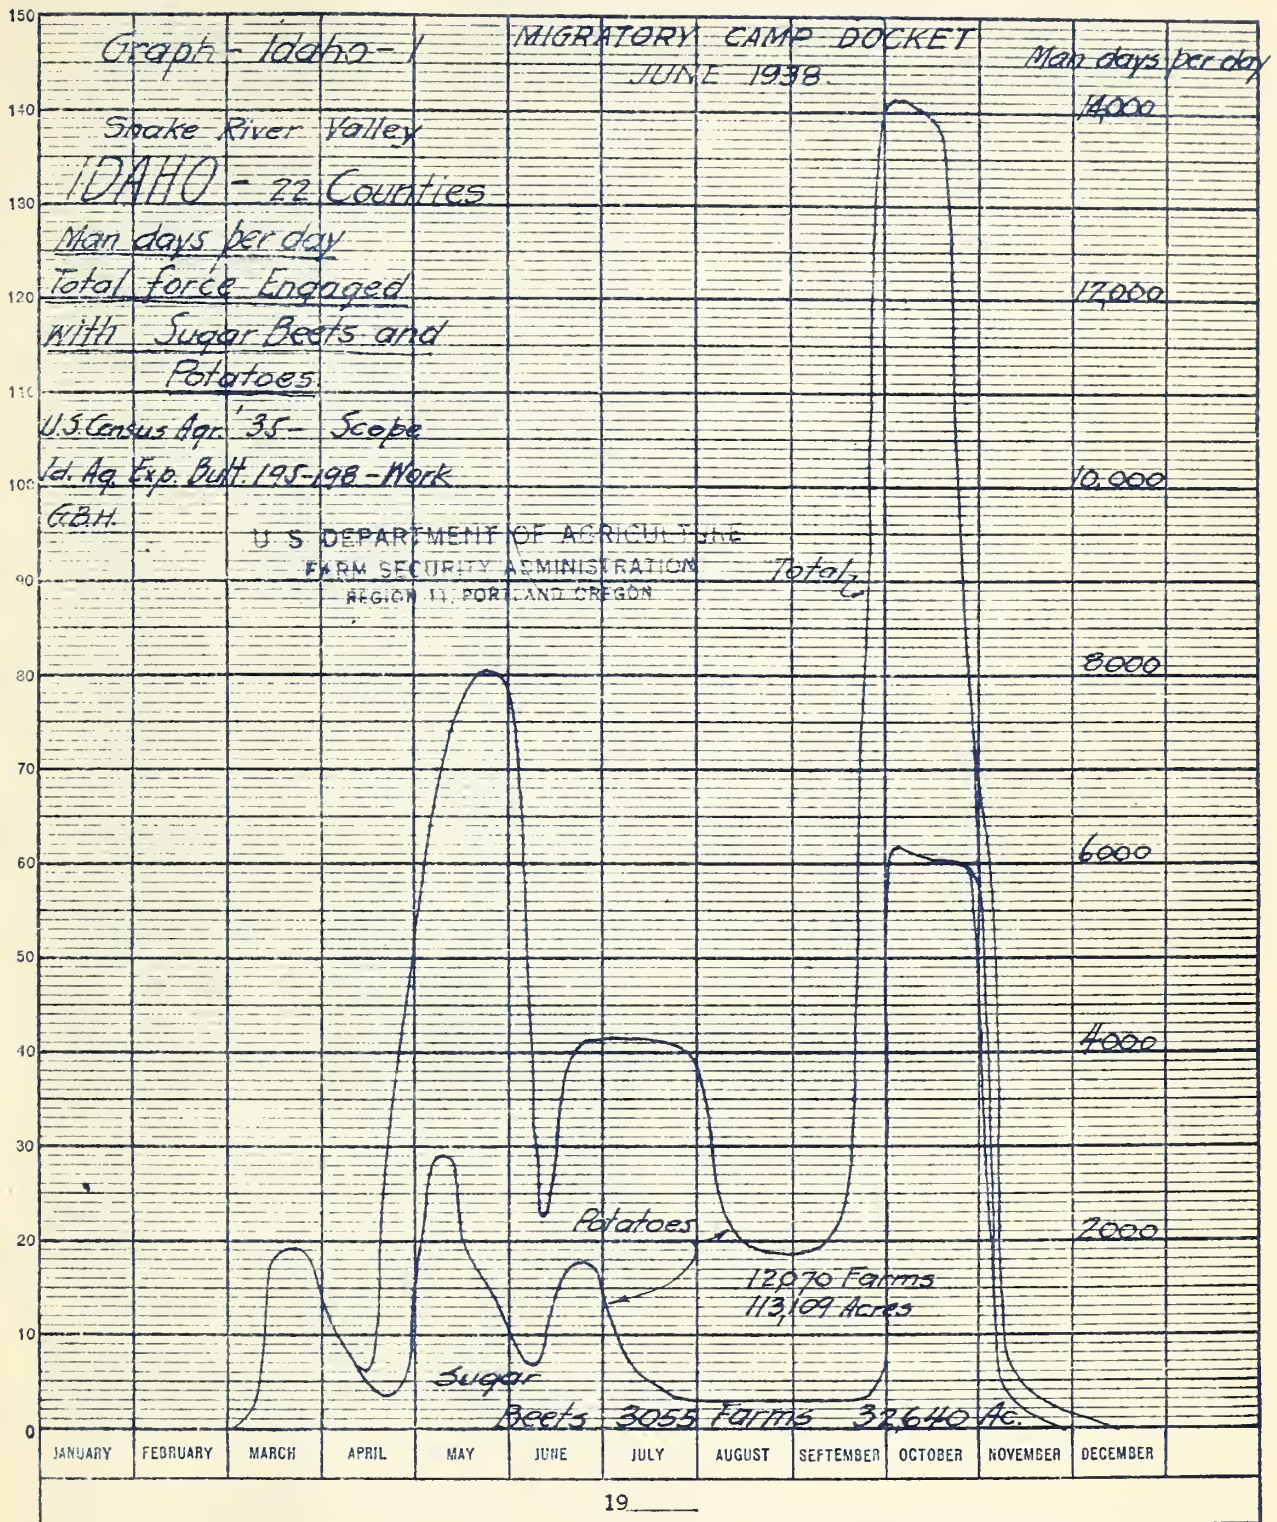 Graph - Idaho - 1
MIGRATORY CAMP DOCKET
JUNE 1938
Man days per day
Snake River Valley
IDAHO - 22 Counties
Man days per day
Total force Engaged
with Sugar Beets and
Potatoes
U.S. Census Agr. '35 - Scope
Id. Ag. Exp. Bult. 195-198 - Work
G.B.H.
U S DEPARTMENT OF AGRICULTURE
FARM SECURITY ADMINISTRATION
REGION 11, PORTLAND OREGON
Total
150
140
130
120
110
100
90
80
70
60
50
40
30
20
10
0
14,000
12,000
10,000
8000
6000
4000
2000
Potatoes
12,070 Farms
113,109 Acres
Sugar
Beets 3055 Farms 32,640 Ac.
JANUARY FEBRUARY MARCH APRIL MAY JUNE JULY AUGUST SEPTEMBER OCTOBER NOVEMBER DECEMBER
19